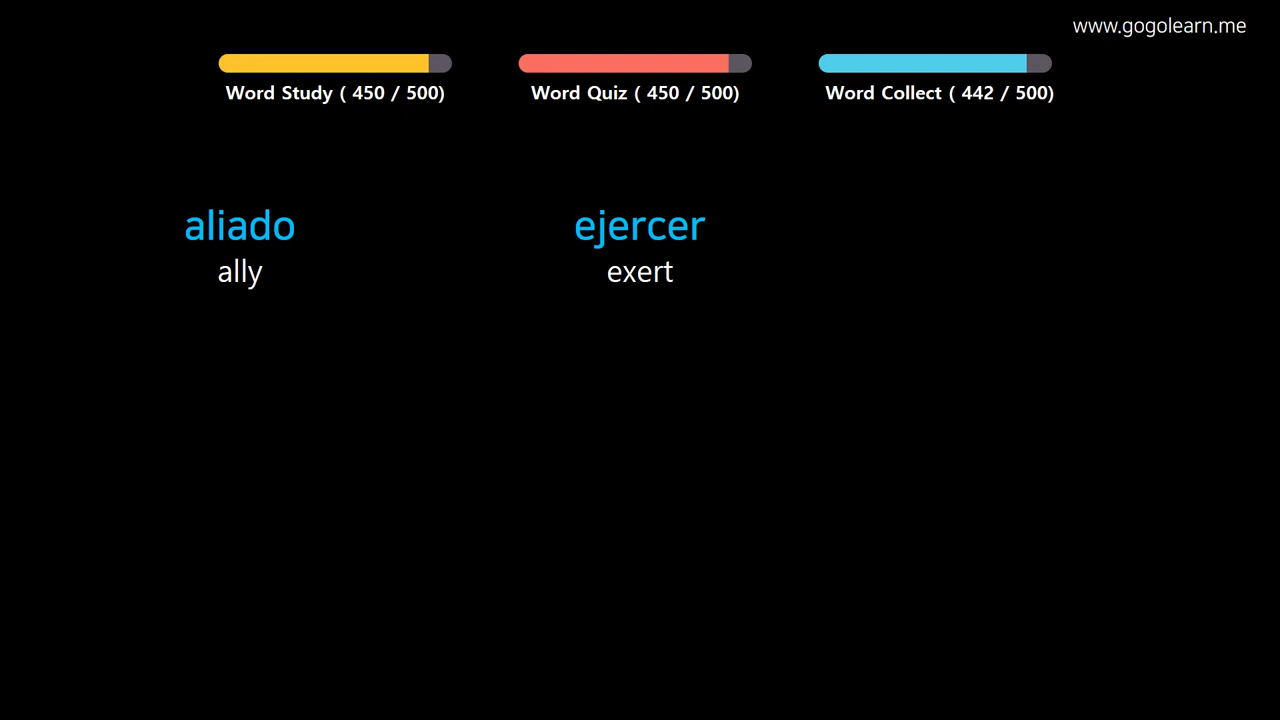 www.gogolearn.me
Word Study ( 450 / 500)
Word Quiz ( 450 / 500)
Word Collect ( 442 / 500)
aliado
ally
ejercer
exert